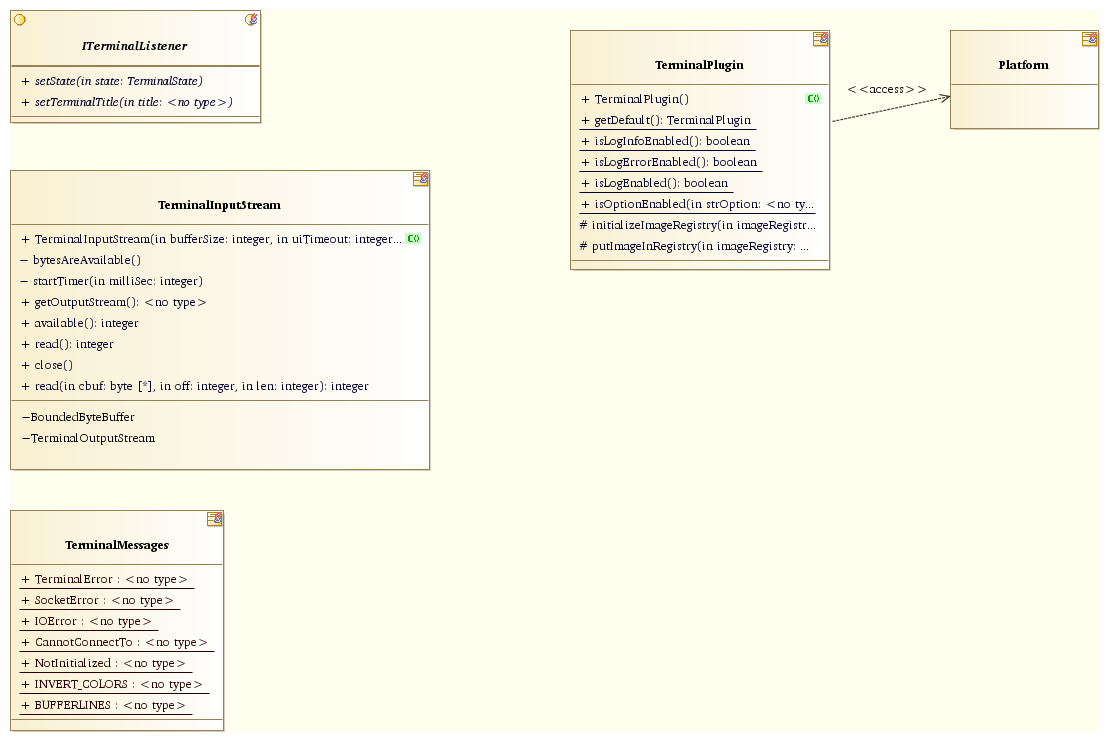 ITerminalListener
+ setState(in state: TerminalState)
+ setTerminalTitle(in title: <no type>)
TerminalInputStream
+ TerminalInputStream(in bufferSize: integer, in uiTimeout: integer... C()
− bytesAreAvailable()
− startTimer(in milliSec: integer)
+ getOutputStream(): <no type>
+ available(): integer
+ read(): integer
+ close()
+ read(in cbuf: byte [*], in off: integer, in len: integer): integer
−BoundedByteBuffer
−TerminalOutputStream
TerminalMessages
+ TerminalError : <no type>
+ SocketError : <no type>
+ IOError : <no type>
+ CannotConnectTo : <no type>
+ NotInitialized : <no type>
+ INVERT_COLORS : <no type>
+ BUFFERLINES : <no type>
TerminalPlugin
+ TerminalPlugin() C()
+ getDefault(): TerminalPlugin
+ isLogInfoEnabled(): boolean
+ isLogErrorEnabled(): boolean
+ isLogEnabled(): boolean
+ isOptionEnabled(in strOption: <no ty...
# initializeImageRegistry(in imageRegistr...
# putImageInRegistry(in imageRegistry: ...
<<access>>
Platform